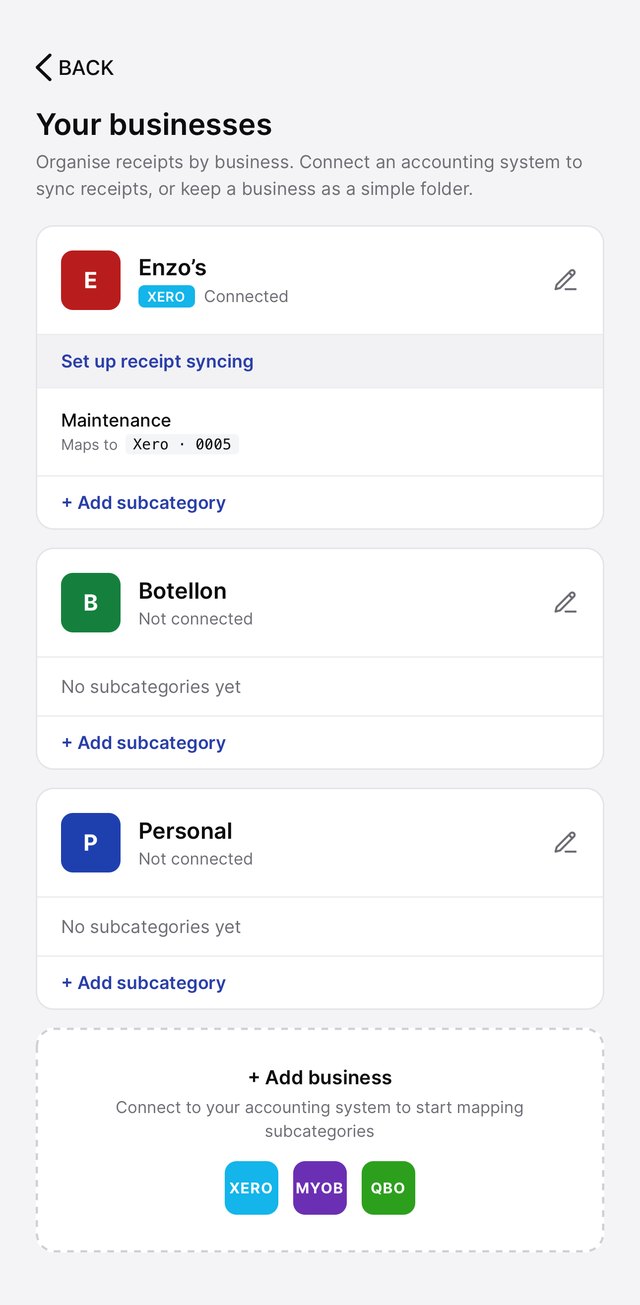 BACK
Your businesses
Organise receipts by business. Connect an accounting system to
sync receipts, or keep a business as a simple folder.
E
Enzo’s
XERO Connected
Set up receipt syncing
Maintenance
Maps to Xero · 0005
+ Add subcategory
B
Botellon
Not connected
No subcategories yet
+ Add subcategory
P
Personal
Not connected
No subcategories yet
+ Add subcategory
+ Add business
Connect to your accounting system to start mapping
subcategories
XERO MYOB QBO